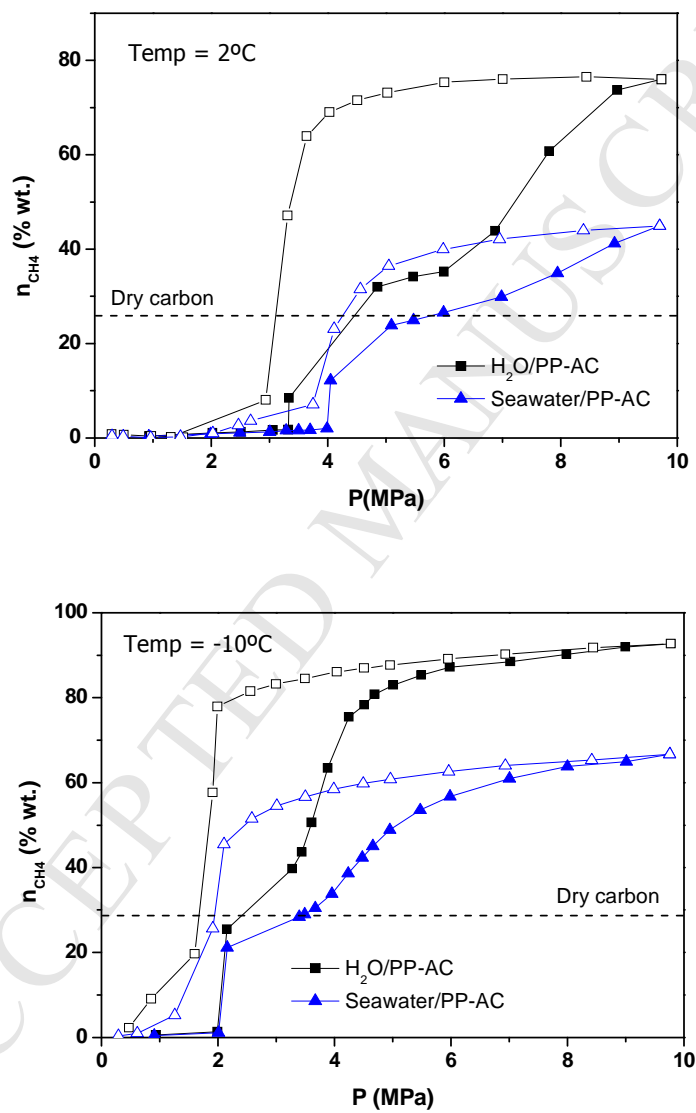 Temp = 2ºC
80
60
40
20
0
n_CH4 (% wt.)
Dry carbon
H2O/PP-AC
Seawater/PP-AC
0 2 4 6 8 10
P(MPa)
Temp = -10ºC
100
80
60
40
20
0
n_CH4 (% wt.)
Dry carbon
H2O/PP-AC
Seawater/PP-AC
0 2 4 6 8 10
P (MPa)
CCEPTED MANUSCRIP